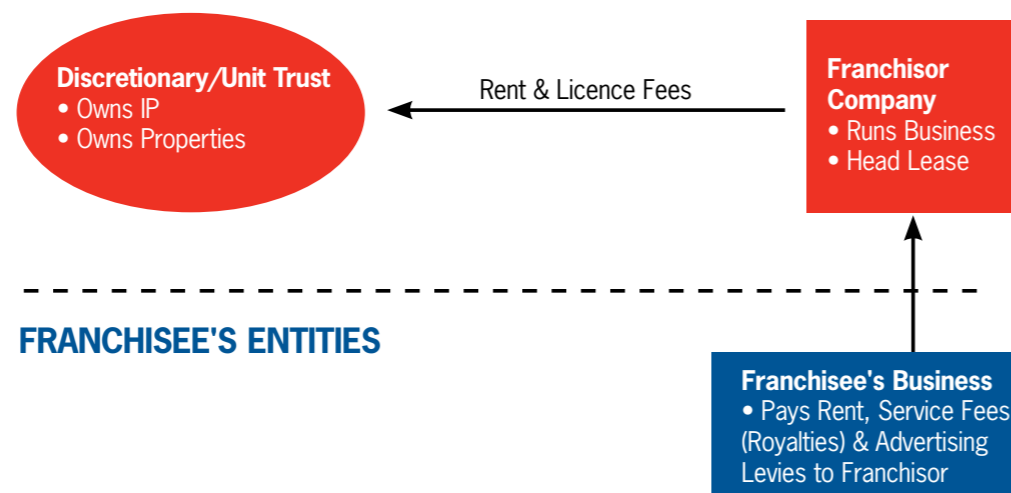 Discretionary/Unit Trust
• Owns IP
• Owns Properties
Rent & Licence Fees
Franchisor
Company
• Runs Business
• Head Lease
FRANCHISEE'S ENTITIES
Franchisee's Business
• Pays Rent, Service Fees
(Royalties) & Advertising
Levies to Franchisor